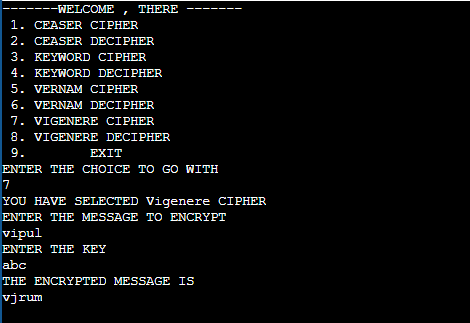 -------WELCOME , THERE -------
1. CEASER CIPHER
2. CEASER DECIPHER
3. KEYWORD CIPHER
4. KEYWORD DECIPHER
5. VERNAM CIPHER
6. VERNAM DECIPHER
7. VIGENERE CIPHER
8. VIGENERE DECIPHER
9.        EXIT
ENTER THE CHOICE TO GO WITH
7
YOU HAVE SELECTED Vigenere CIPHER
ENTER THE MESSAGE TO ENCRYPT
vipul
ENTER THE KEY
abc
THE ENCRYPTED MESSAGE IS
vjrum